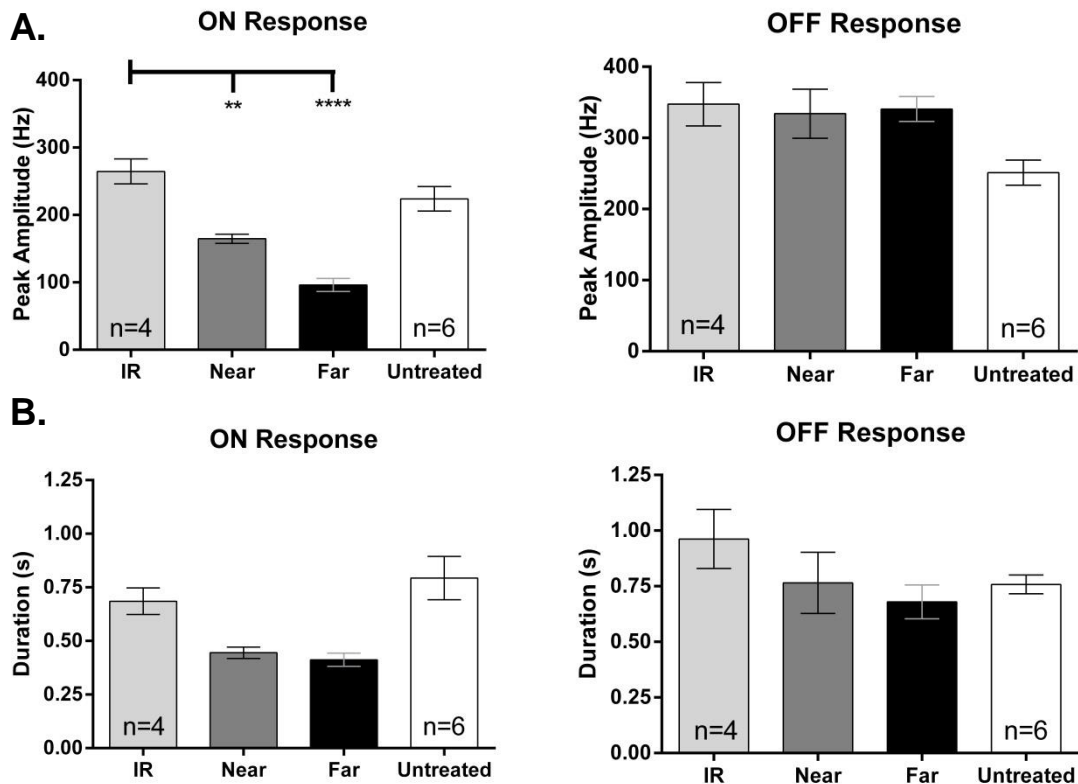 A.
ON Response
Peak Amplitude (Hz)
400
300
200
100
0
**
****
n=4
n=6
IR Near Far Untreated
OFF Response
Peak Amplitude (Hz)
400
300
200
100
0
n=4
n=6
IR Near Far Untreated
B.
ON Response
Duration (s)
1.25
1.00
0.75
0.50
0.25
0.00
n=4
n=6
IR Near Far Untreated
OFF Response
Duration (s)
1.25
1.00
0.75
0.50
0.25
0.00
n=4
n=6
IR Near Far Untreated